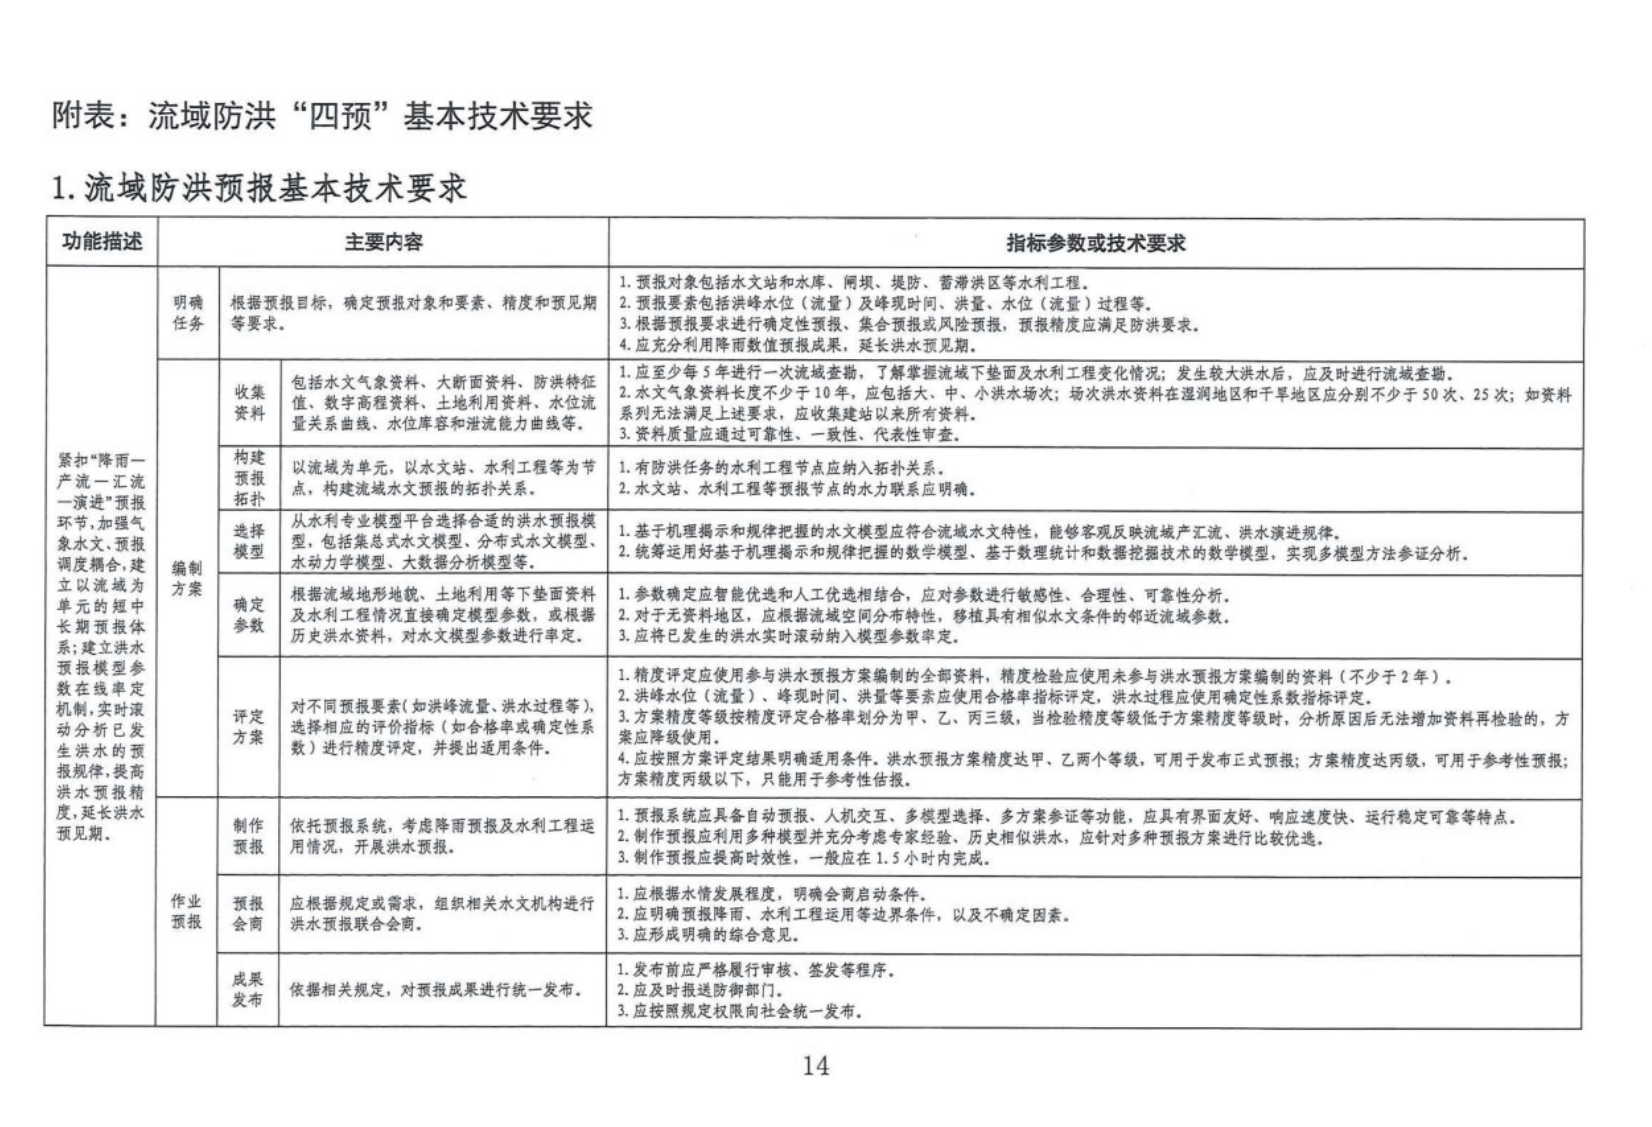 附表：流域防洪“四预”基本技术要求
1.流域防洪预报基本技术要求
功能描述
主要内容
指标参数或技术要求
紧扣“降雨—
产流—汇流
—演进”预报
环节,加强气
象水文、预报
调度耦合,建
立以流域为
单元的短中
长期预报体
系;建立洪水
预报模型参
数在线率定
机制,实时滚
动分析已发
生洪水的预
报规律,提高
洪水预报精
度,延长洪水
预见期。
明确
任务
根据预报目标，确定预报对象和要素、精度和预见期
等要求。
1.预报对象包括水文站和水库、闸坝、堤防、蓄滞洪区等水利工程。
2.预报要素包括洪峰水位（流量）及峰现时间、洪量、水位（流量）过程等。
3.根据预报要求进行确定性预报、集合预报或风险预报，预报精度应满足防洪要求。
4.应充分利用降雨数值预报成果，延长洪水预见期。
编制
方案
收集
资料
包括水文气象资料、大断面资料、防洪特征
值、数字高程资料、土地利用资料、水位流
量关系曲线、水位库容和泄流能力曲线等。
1.应至少每5年进行一次流域查勘，了解掌握流域下垫面及水利工程变化情况；发生较大洪水后，应及时进行流域查勘。
2.水文气象资料长度不少于10年，应包括大、中、小洪水场次；场次洪水资料在湿润地区和干旱地区应分别不少于50次、25次；如资料
系列无法满足上述要求，应收集建站以来所有资料。
3.资料质量应通过可靠性、一致性、代表性审查。
构建
预报
拓扑
以流域为单元，以水文站、水利工程等为节
点，构建流域水文预报的拓扑关系。
1.有防洪任务的水利工程节点应纳入拓扑关系。
2.水文站、水利工程等预报节点的水力联系应明确。
选择
模型
从水利专业模型平台选择合适的洪水预报模
型，包括集总式水文模型、分布式水文模型、
水动力学模型、大数据分析模型等。
1.基于机理揭示和规律把握的水文模型应符合流域水文特性，能够客观反映流域产汇流、洪水演进规律。
2.统筹运用好基于机理揭示和规律把握的数学模型、基于数理统计和数据挖掘技术的数学模型，实现多模型方法参证分析。
确定
参数
根据流域地形地貌、土地利用等下垫面资料
及水利工程情况直接确定模型参数，或根据
历史洪水资料，对水文模型参数进行率定。
1.参数确定应智能优选和人工优选相结合，应对参数进行敏感性、合理性、可靠性分析。
2.对于无资料地区，应根据流域空间分布特性，移植具有相似水文条件的邻近流域参数。
3.应将已发生的洪水实时滚动纳入模型参数率定。
评定
方案
对不同预报要素(如洪峰流量、洪水过程等)，
选择相应的评价指标（如合格率或确定性系
数）进行精度评定，并提出适用条件。
1.精度评定应使用参与洪水预报方案编制的全部资料，精度检验应使用未参与洪水预报方案编制的资料（不少于2年）。
2.洪峰水位（流量）、峰现时间、洪量等要素应使用合格率指标评定，洪水过程应使用确定性系数指标评定。
3.方案精度等级按精度评定合格率划分为甲、乙、丙三级，当检验精度等级低于方案精度等级时，分析原因后无法增加资料再检验的，方
案应降级使用。
4.应按照方案评定结果明确适用条件。洪水预报方案精度达甲、乙两个等级，可用于发布正式预报；方案精度达丙级，可用于参考性预报；
方案精度丙级以下，只能用于参考性估报。
作业
预报
制作
预报
依托预报系统，考虑降雨预报及水利工程运
用情况，开展洪水预报。
1.预报系统应具备自动预报、人机交互、多模型选择、多方案参证等功能，应具有界面友好、响应速度快、运行稳定可靠等特点。
2.制作预报应利用多种模型并充分考虑专家经验、历史相似洪水，应针对多种预报方案进行比较优选。
3.制作预报应提高时效性，一般应在1.5小时内完成。
预报
会商
应根据规定或需求，组织相关水文机构进行
洪水预报联合会商。
1.应根据水情发展程度，明确会商启动条件。
2.应明确预报降雨、水利工程运用等边界条件，以及不确定因素。
3.应形成明确的综合意见。
成果
发布
依据相关规定，对预报成果进行统一发布。
1.发布前应严格履行审核、签发等程序。
2.应及时报送防御部门。
3.应按照规定权限向社会统一发布。
14